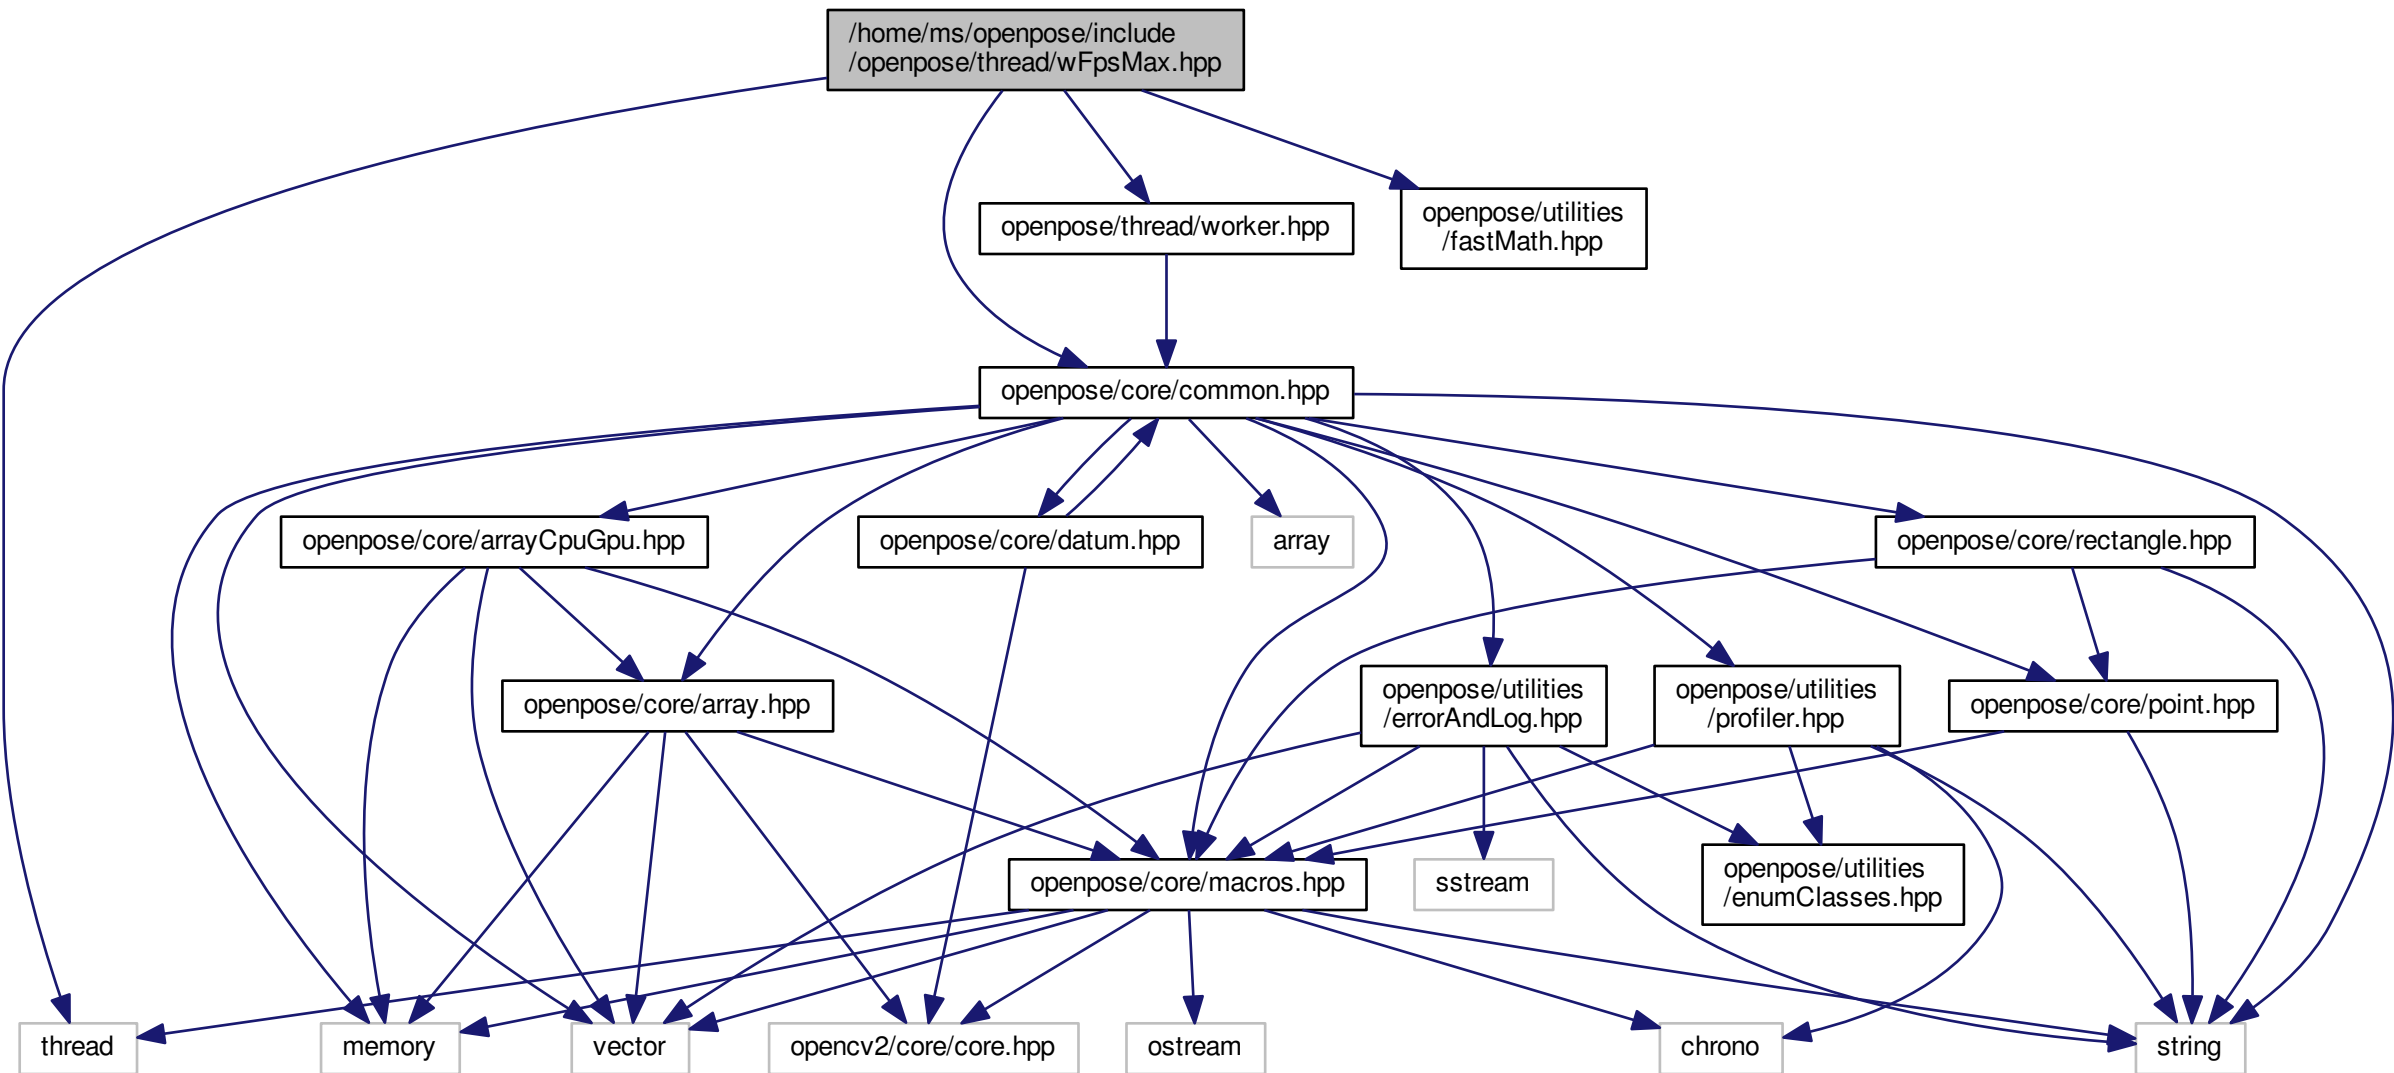 /home/ms/openpose/include
/openpose/thread/wFpsMax.hpp
openpose/utilities
/fastMath.hpp
openpose/thread/worker.hpp
openpose/core/common.hpp
openpose/core/arrayCpuGpu.hpp
openpose/core/datum.hpp
array
openpose/core/rectangle.hpp
openpose/core/array.hpp
openpose/utilities
/errorAndLog.hpp
openpose/utilities
/profiler.hpp
openpose/core/point.hpp
openpose/core/macros.hpp
sstream
openpose/utilities
/enumClasses.hpp
thread
memory
vector
opencv2/core/core.hpp
ostream
chrono
string